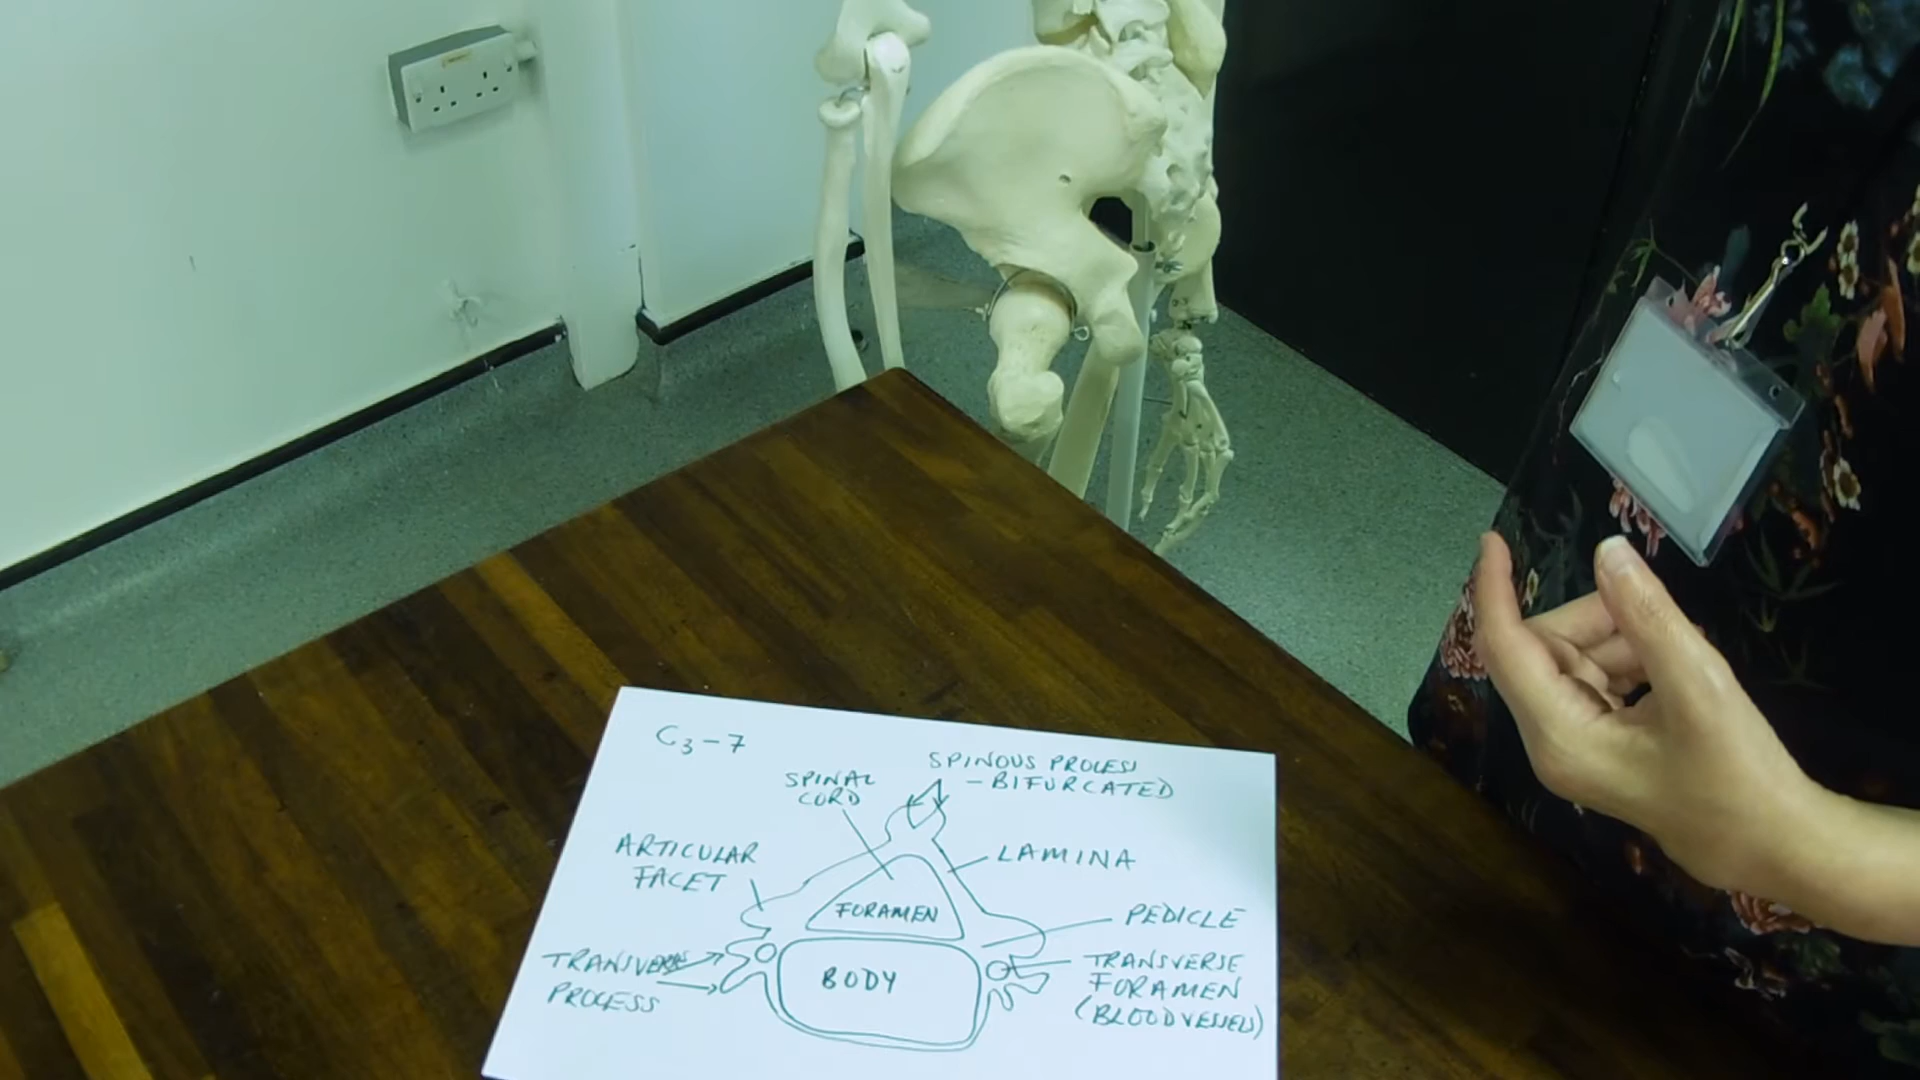 C3-7
SPINOUS PROCESS
- BIFURCATED
SPINAL
CORD
ARTICULAR
FACET
LAMINA
FORAMEN
PEDICLE
TRANSVERSE
PROCESS
BODY
TRANSVERSE
FORAMEN
(BLOOD VESSELS)